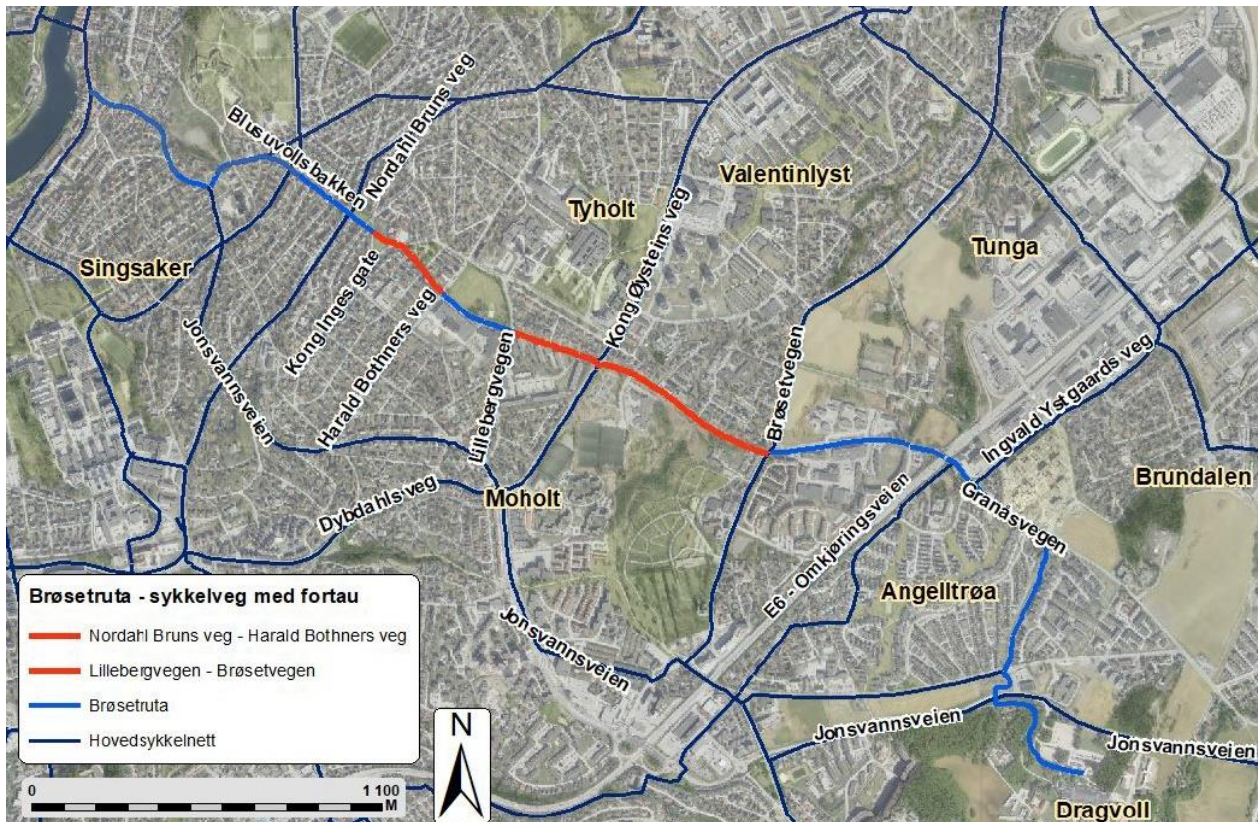 Blusuvollsbakken
Nordahl Bruns veg
Valentinlyst
Tyholt
Tunga
Singsaker
Kong Inges gate
Kong Øysteins veg
Harald Bothners veg
Jonsvannsveien
Lillebergvegen
Brøsetvegen
Ingvald Ystgaards veg
Brundalen
Moholt
Dybdahls veg
Granåsvegen
E6 - Omkjøringsveien
Angelltrøa
Jonsvannsveien
Jonsvannsveien
Jonsvannsveien
Dragvoll
Brøsetruta - sykkelveg med fortau
Nordahl Bruns veg - Harald Bothners veg
Lillebergvegen - Brøsetvegen
Brøsetruta
Hovedsykkelnett
N
0 1 100
M